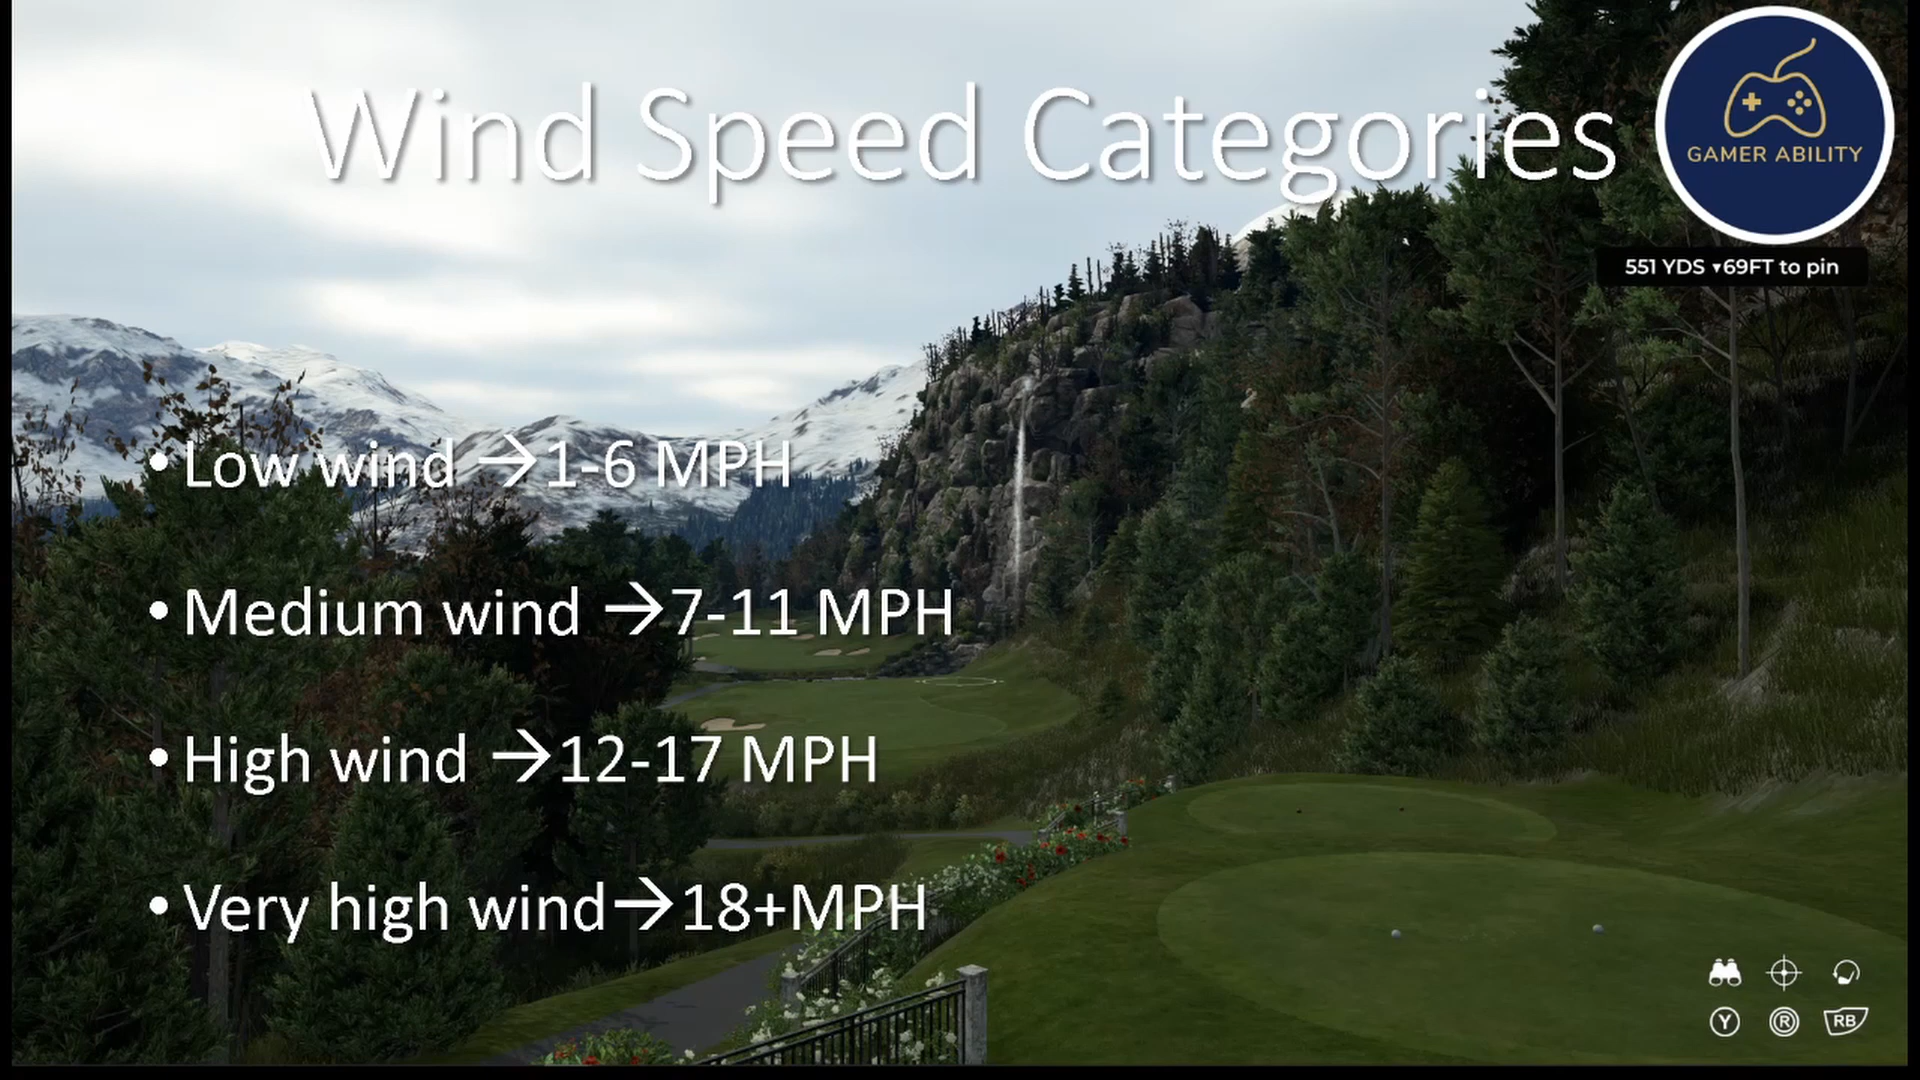 Wind Speed Categories
GAMER ABILITY
551 YDS ▾69FT to pin
• Low wind →1-6 MPH
• Medium wind →7-11 MPH
• High wind →12-17 MPH
• Very high wind→18+MPH
Y R RB